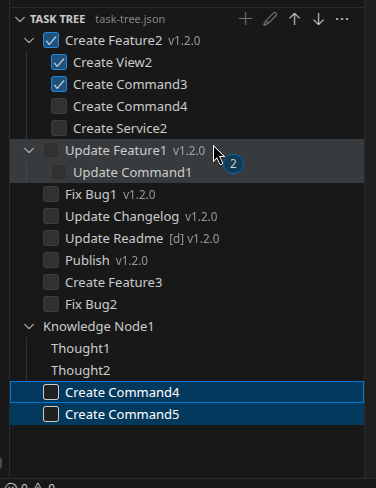 TASK TREE task-tree.json
Create Feature2 v1.2.0
Create View2
Create Command3
Create Command4
Create Service2
Update Feature1 v1.2.0
2
Update Command1
Fix Bug1 v1.2.0
Update Changelog v1.2.0
Update Readme [d] v1.2.0
Publish v1.2.0
Create Feature3
Fix Bug2
Knowledge Node1
Thought1
Thought2
Create Command4
Create Command5